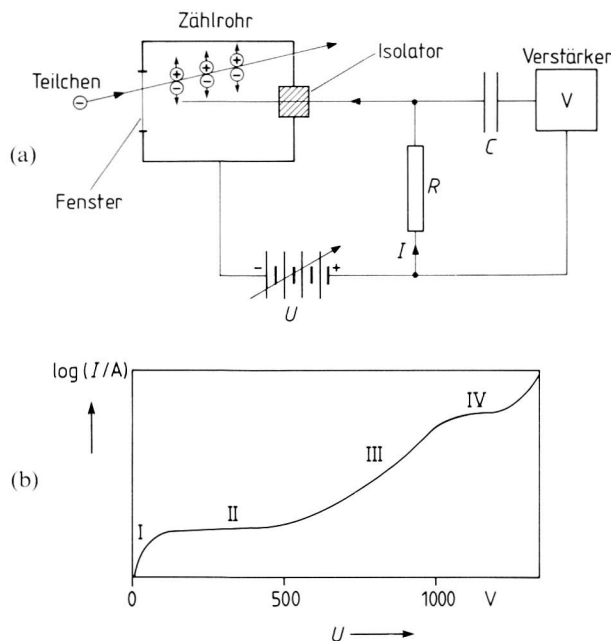 Zählrohr
Isolator
Verstärker
Teilchen
+ + +
− − −
−
V
(a)
C
R
Fenster
I
− +
U
log (I/A)
IV
III
(b)
I
II
0 500 1000 V
U